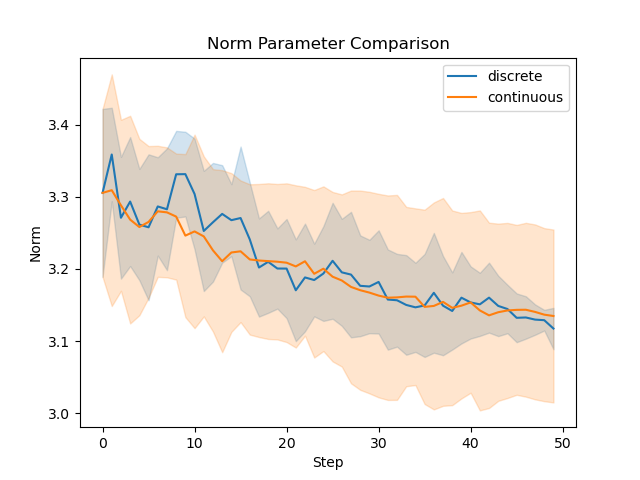 Norm Parameter Comparison
discrete
continuous
Norm
3.4
3.3
3.2
3.1
3.0
0 10 20 30 40 50
Step